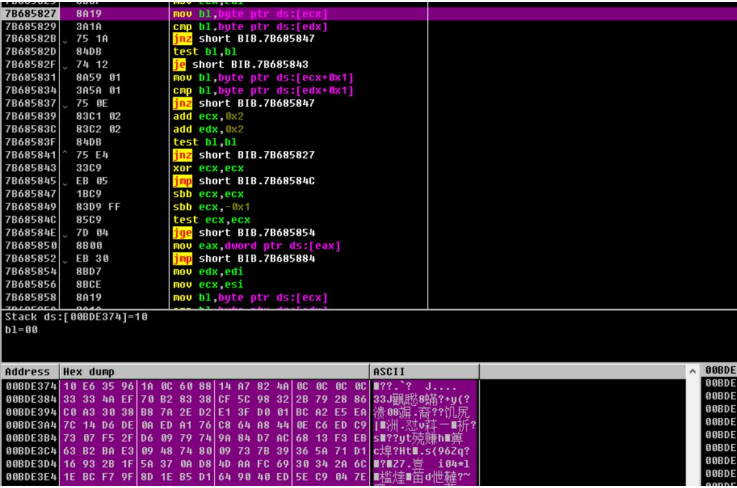 7B685827 8A19 mov bl,byte ptr ds:[ecx]
7B685829 3A1A cmp bl,byte ptr ds:[edx]
7B68582B 75 1A jnz short BIB.7B685847
7B68582D 84DB test bl,bl
7B68582F 74 12 je short BIB.7B685843
7B685831 8A59 01 mov bl,byte ptr ds:[ecx+0x1]
7B685834 3A5A 01 cmp bl,byte ptr ds:[edx+0x1]
7B685837 75 0E jnz short BIB.7B685847
7B685839 83C1 02 add ecx,0x2
7B68583C 83C2 02 add edx,0x2
7B68583F 84DB test bl,bl
7B685841 75 E4 jnz short BIB.7B685827
7B685843 33C9 xor ecx,ecx
7B685845 EB 05 jmp short BIB.7B68584C
7B685847 1BC9 sbb ecx,ecx
7B685849 83D9 FF sbb ecx,-0x1
7B68584C 85C9 test ecx,ecx
7B68584E 7D 04 jge short BIB.7B685854
7B685850 8B00 mov eax,dword ptr ds:[eax]
7B685852 EB 30 jmp short BIB.7B685884
7B685854 8BD7 mov edx,edi
7B685856 8BCE mov ecx,esi
7B685858 8A19 mov bl,byte ptr ds:[ecx]
Stack ds:[00BDE374]=10
bl=00
Address Hex dump ASCII 00BDE
00BDE374 10 E6 35 96 1A 0C 60 88 14 A7 82 4A 0C 0C 0C 0C 00BDE
00BDE384 33 33 4A EF 70 B2 83 38 CF 5C 98 32 2B 79 28 86 00BDE
00BDE394 C0 A3 30 38 B8 7A 2E D2 E1 3F D0 01 BC A2 E5 EA 00BDE
00BDE3A4 7C 14 D6 DE 0A ED A1 76 C8 64 A8 44 0E C6 ED C9 00BDE
00BDE3B4 73 07 F5 2F D6 09 79 74 9A 84 D7 AC 68 13 F3 EB 00BDE
00BDE3C4 63 B2 BA E3 09 48 74 80 09 73 7B 39 36 5A 71 D1 00BDE
00BDE3D4 16 93 2B 1F 5A 37 0A D8 4D AA FC 69 30 34 2A 6C 00BDE
00BDE3E4 1E BC F7 9F 8D 1E B5 D1 64 90 40 ED 5E C9 04 7E 00BDE